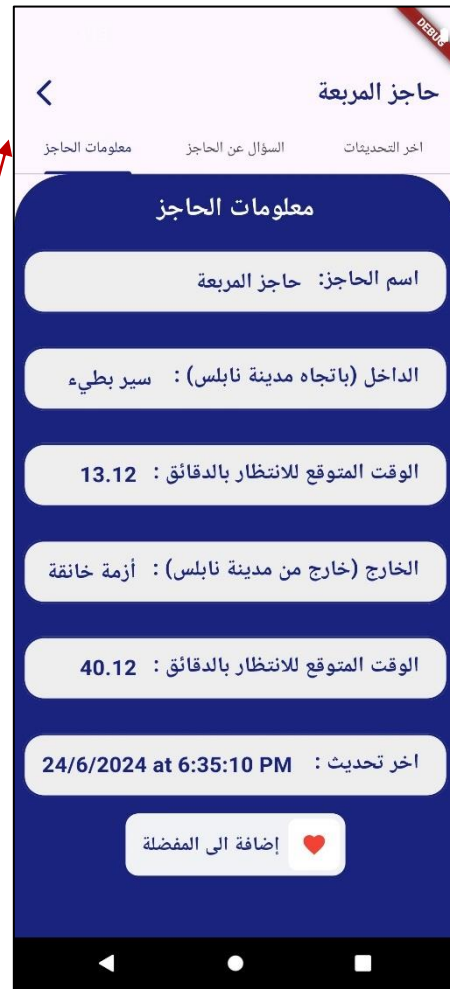 DEBUG
حاجز المربعة
اخر التحديثات
السؤال عن الحاجز
معلومات الحاجز
معلومات الحاجز
اسم الحاجز: حاجز المربعة
الداخل (باتجاه مدينة نابلس) : سير بطيء
الوقت المتوقع للانتظار بالدقائق : 13.12
الخارج (خارج من مدينة نابلس) : أزمة خانقة
الوقت المتوقع للانتظار بالدقائق : 40.12
اخر تحديث : 24/6/2024 at 6:35:10 PM
إضافة الى المفضلة